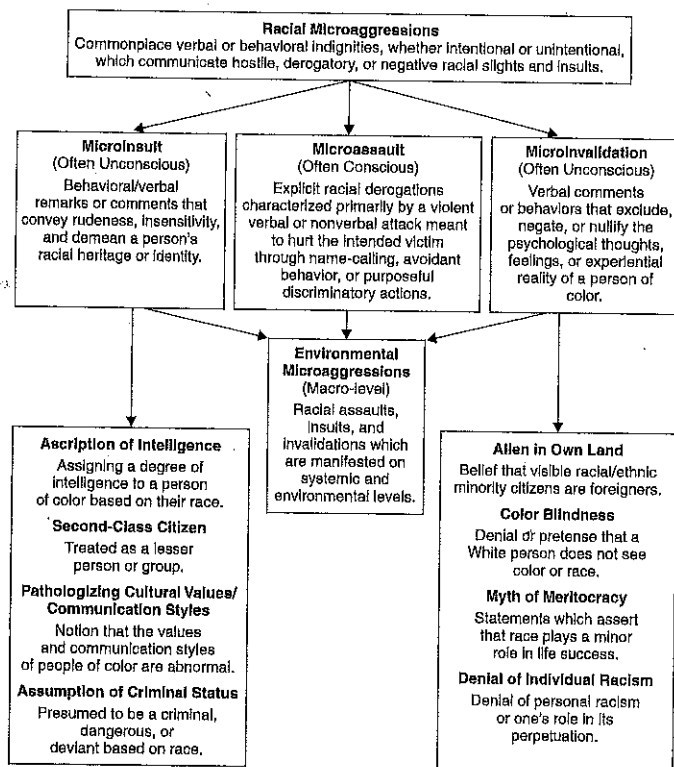 Racial Microaggressions
Commonplace verbal or behavioral indignities, whether intentional or unintentional,
which communicate hostile, derogatory, or negative racial slights and insults.
Microinsult
(Often Unconscious)
Behavioral/verbal
remarks or comments that
convey rudeness, insensitivity,
and demean a person's
racial heritage or identity.
Microassault
(Often Conscious)
Explicit racial derogations
characterized primarily by a violent
verbal or nonverbal attack meant
to hurt the intended victim
through name-calling, avoidant
behavior, or purposeful
discriminatory actions.
Microinvalidation
(Often Unconscious)
Verbal comments
or behaviors that exclude,
negate, or nullify the
psychological thoughts,
feelings, or experiential
reality of a person of
color.
Environmental
Microaggressions
(Macro-level)
Racial assaults,
insults, and
invalidations which
are manifested on
systemic and
environmental levels.
Ascription of Intelligence
Assigning a degree of
intelligence to a person
of color based on their race.
Second-Class Citizen
Treated as a lesser
person or group.
Pathologizing Cultural Values/
Communication Styles
Notion that the values
and communication styles
of people of color are abnormal.
Assumption of Criminal Status
Presumed to be a criminal,
dangerous, or
deviant based on race.
Alien in Own Land
Belief that visible racial/ethnic
minority citizens are foreigners.
Color Blindness
Denial or pretense that a
White person does not see
color or race.
Myth of Meritocracy
Statements which assert
that race plays a minor
role in life success.
Denial of Individual Racism
Denial of personal racism
or one's role in its
perpetuation.